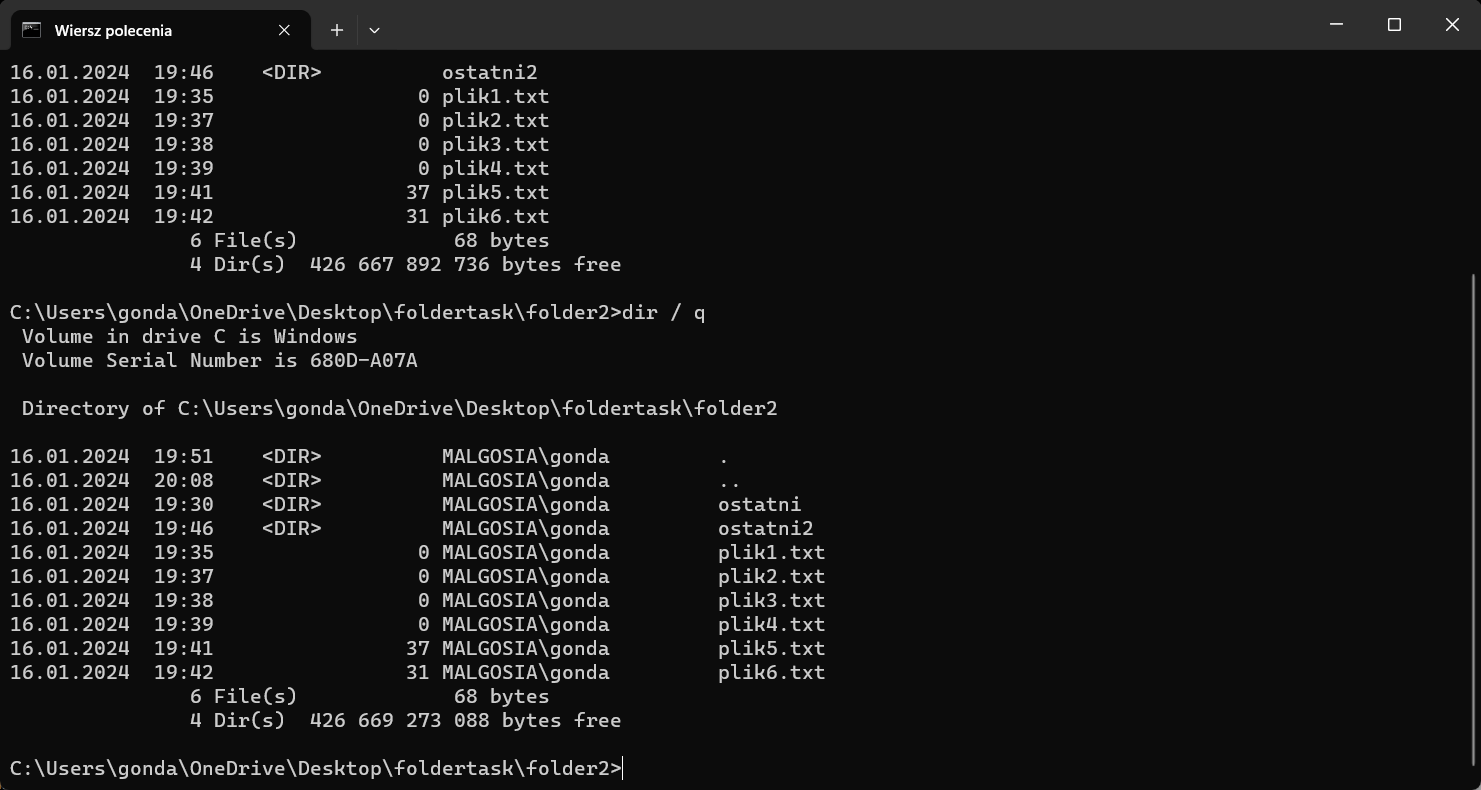 Wiersz polecenia
16.01.2024  19:46    <DIR>          ostatni2
16.01.2024  19:35                 0 plik1.txt
16.01.2024  19:37                 0 plik2.txt
16.01.2024  19:38                 0 plik3.txt
16.01.2024  19:39                 0 plik4.txt
16.01.2024  19:41                37 plik5.txt
16.01.2024  19:42                31 plik6.txt
               6 File(s)             68 bytes
               4 Dir(s)  426 667 892 736 bytes free
C:\Users\gonda\OneDrive\Desktop\foldertask\folder2>dir / q
 Volume in drive C is Windows
 Volume Serial Number is 680D-A07A
 Directory of C:\Users\gonda\OneDrive\Desktop\foldertask\folder2
16.01.2024  19:51    <DIR>          MALGOSIA\gonda         .
16.01.2024  20:08    <DIR>          MALGOSIA\gonda         ..
16.01.2024  19:30    <DIR>          MALGOSIA\gonda         ostatni
16.01.2024  19:46    <DIR>          MALGOSIA\gonda         ostatni2
16.01.2024  19:35                 0 MALGOSIA\gonda         plik1.txt
16.01.2024  19:37                 0 MALGOSIA\gonda         plik2.txt
16.01.2024  19:38                 0 MALGOSIA\gonda         plik3.txt
16.01.2024  19:39                 0 MALGOSIA\gonda         plik4.txt
16.01.2024  19:41                37 MALGOSIA\gonda         plik5.txt
16.01.2024  19:42                31 MALGOSIA\gonda         plik6.txt
               6 File(s)             68 bytes
               4 Dir(s)  426 669 273 088 bytes free
C:\Users\gonda\OneDrive\Desktop\foldertask\folder2>